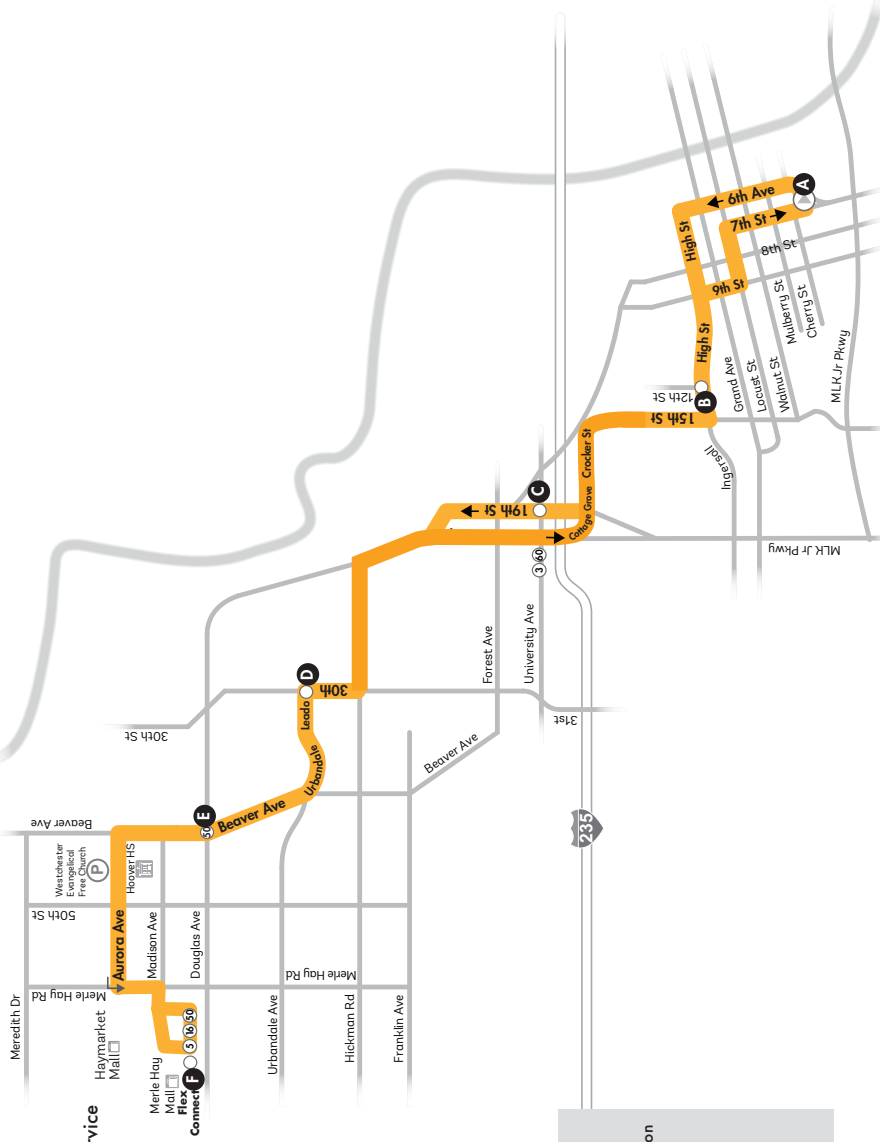 rvice
Meredith Dr
Haymarket
Mall
Merle Hay Rd
Aurora Ave
50th St
Westchester
Evangelical
Free Church
P
Beaver Ave
Hoover HS
Madison Ave
Merle Hay
Mall
Flex
Connect
F
5
16
50
Douglas Ave
50
E
Beaver Ave
Urbandale Ave
Merle Hay Rd
Hickman Rd
Franklin Ave
Urbandale
Leado
30th
D
30th St
Beaver Ave
Forest Ave
University Ave
31st
235
3
60
C
19th St
Cottage Grove
Crocker St
MLK Jr Pkwy
15th St
B
12th St
Ingersoll
High St
High St
9th St
7th St
6th Ave
A
8th St
Grand Ave
Locust St
Walnut St
Mulberry St
Cherry St
MLK Jr Pkwy
on